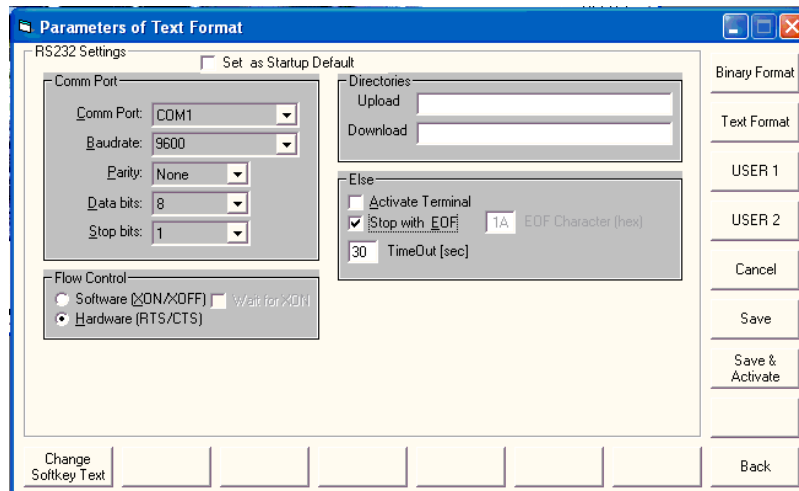 Parameters of Text Format
RS232 Settings
Set as Startup Default
Comm Port
Comm Port: COM1
Baudrate: 9600
Parity: None
Data bits: 8
Stop bits: 1
Flow Control
Software (XON/XOFF) Wait for XON
Hardware (RTS/CTS)
Directories
Upload
Download
Else
Activate Terminal
Stop with EOF 1A EOF Character (hex)
30 TimeOut [sec]
Binary Format
Text Format
USER 1
USER 2
Cancel
Save
Save &
Activate
Change
Softkey Text
Back